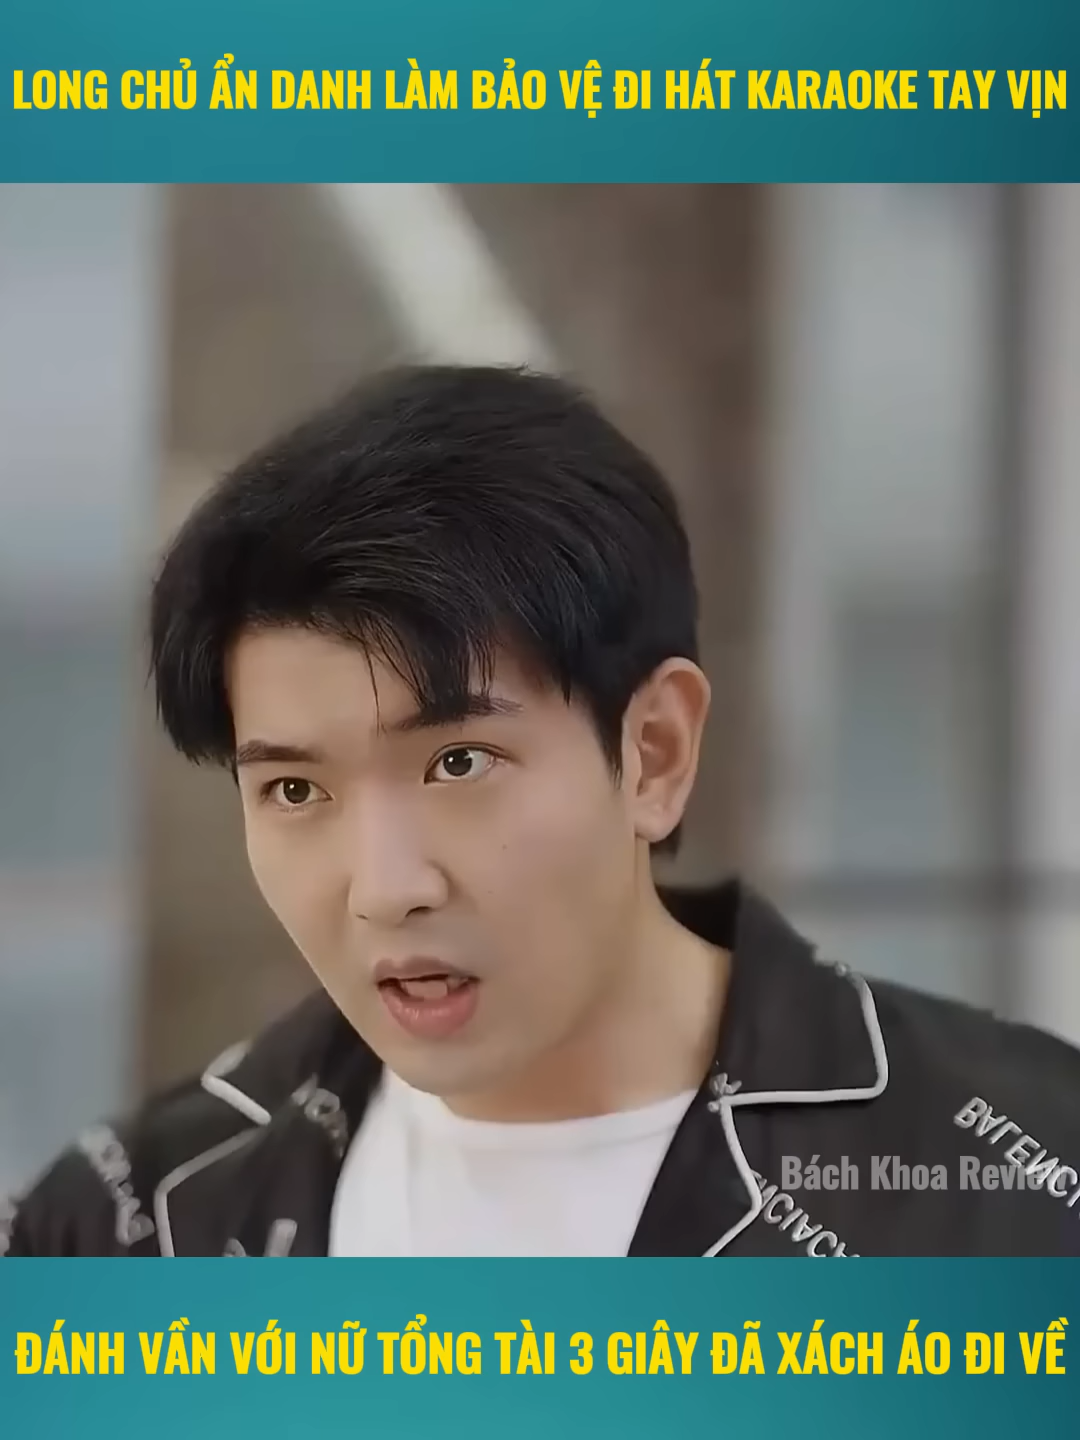 LONG CHỦ ẨN DANH LÀM BẢO VỆ ĐI HÁT KARAOKE TAY VỊN
Bách Khoa Review
ĐÁNH VẦN VỚI NỮ TỔNG TÀI 3 GIÂY ĐÃ XÁCH ÁO ĐI VỀ